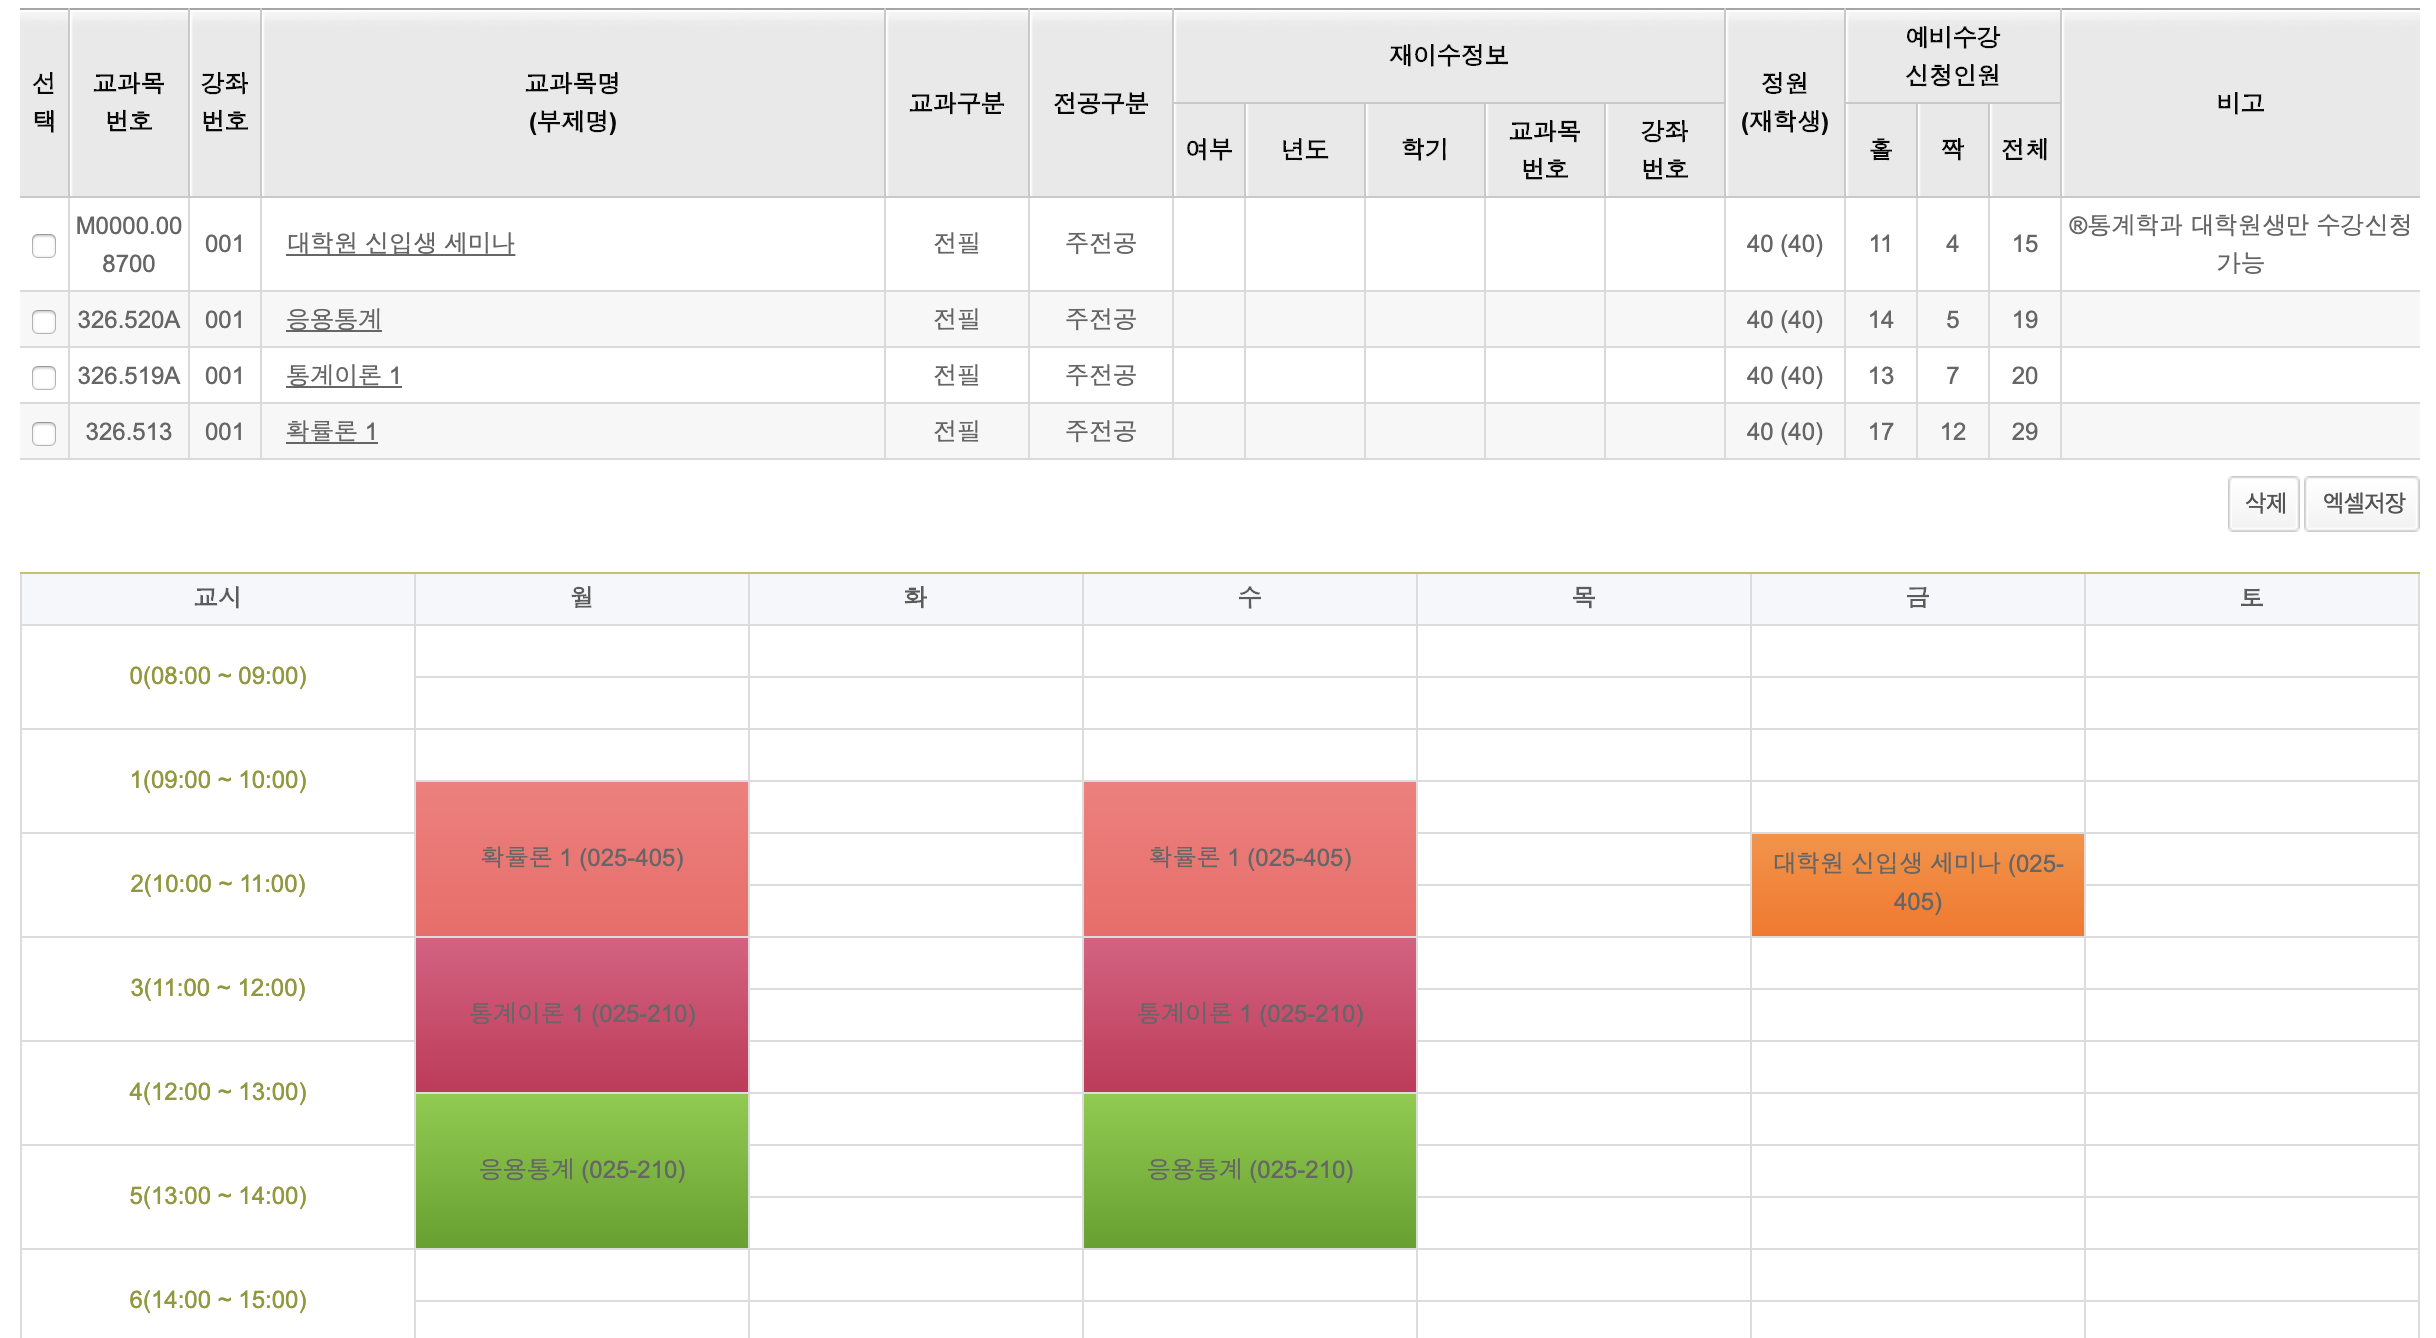 선
택
교과목
번호
강좌
번호
교과목명
(부제명)
교과구분
전공구분
재이수정보
여부
년도
학기
교과목
번호
강좌
번호
정원
(재학생)
예비수강
신청인원
홀
짝
전체
비고
M0000.00
8700
001
대학원 신입생 세미나
전필
주전공
40 (40)
11
4
15
®통계학과 대학원생만 수강신청
가능
326.520A
001
응용통계
전필
주전공
40 (40)
14
5
19
326.519A
001
통계이론 1
전필
주전공
40 (40)
13
7
20
326.513
001
확률론 1
전필
주전공
40 (40)
17
12
29
삭제
엑셀저장
교시
월
화
수
목
금
토
0(08:00 ~ 09:00)
1(09:00 ~ 10:00)
확률론 1 (025-405)
확률론 1 (025-405)
대학원 신입생 세미나 (025-
405)
2(10:00 ~ 11:00)
3(11:00 ~ 12:00)
통계이론 1 (025-210)
통계이론 1 (025-210)
4(12:00 ~ 13:00)
응용통계 (025-210)
응용통계 (025-210)
5(13:00 ~ 14:00)
6(14:00 ~ 15:00)